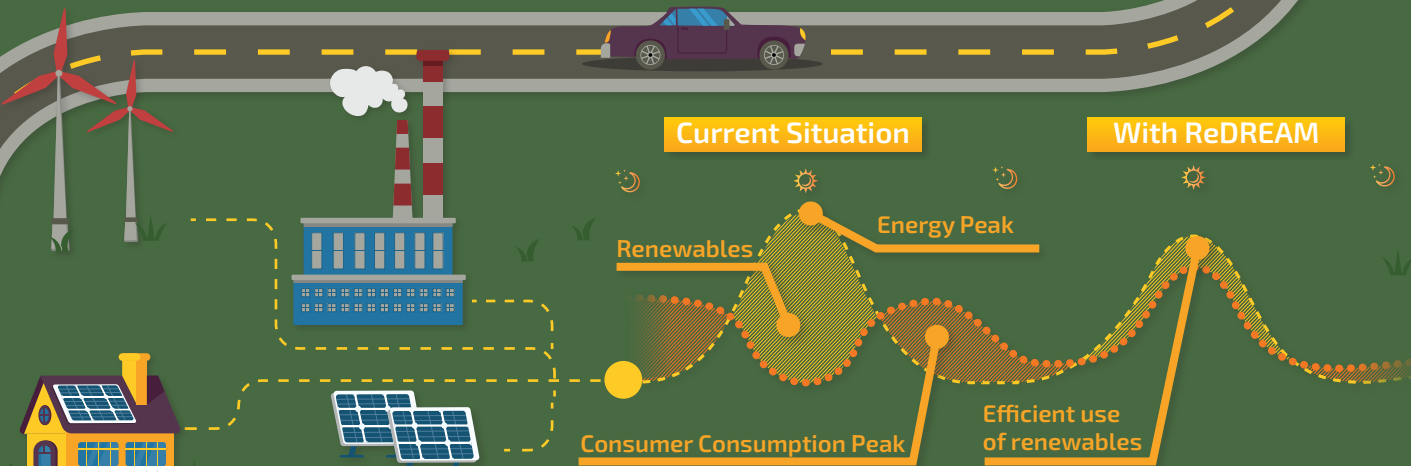 Current Situation
With ReDREAM
Energy Peak
Renewables
Consumer Consumption Peak
Efficient use
of renewables